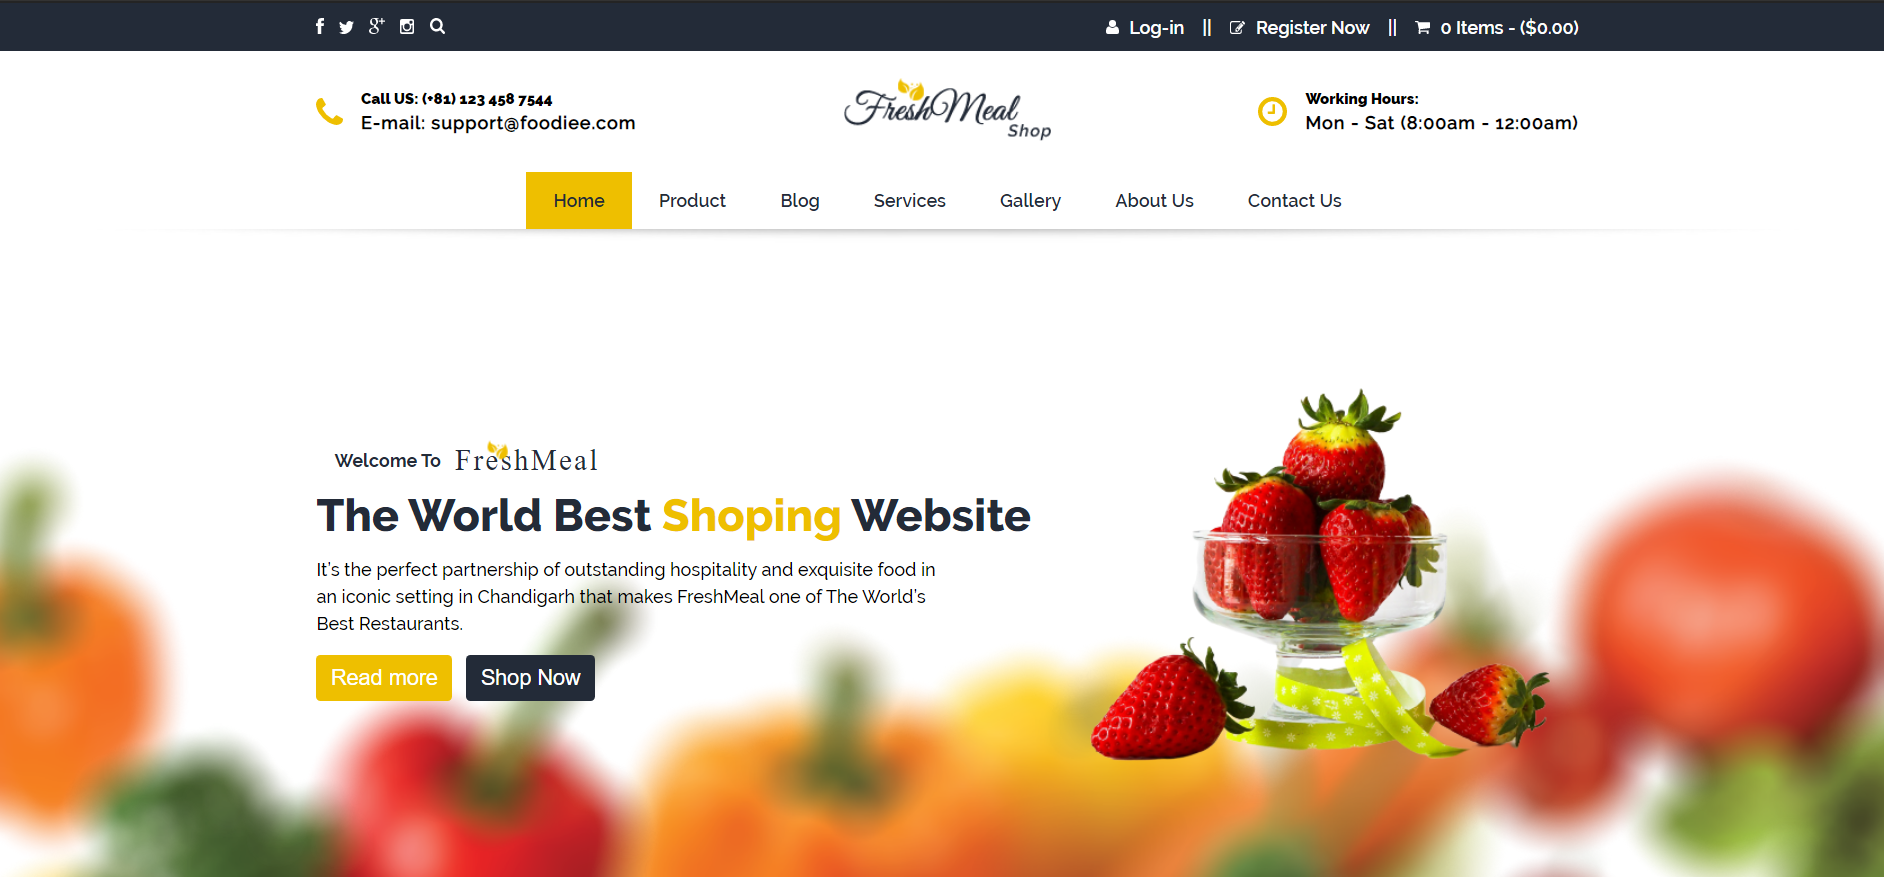 Log-in || Register Now || 0 Items - ($0.00)
Call US: (+81) 123 458 7544
E-mail: support@foodiee.com
FreshMeal
Shop
Working Hours:
Mon - Sat (8:00am - 12:00am)
Home Product Blog Services Gallery About Us Contact Us
Welcome To FreshMeal
The World Best Shoping Website
It's the perfect partnership of outstanding hospitality and exquisite food in
an iconic setting in Chandigarh that makes FreshMeal one of The World's
Best Restaurants.
Read more Shop Now